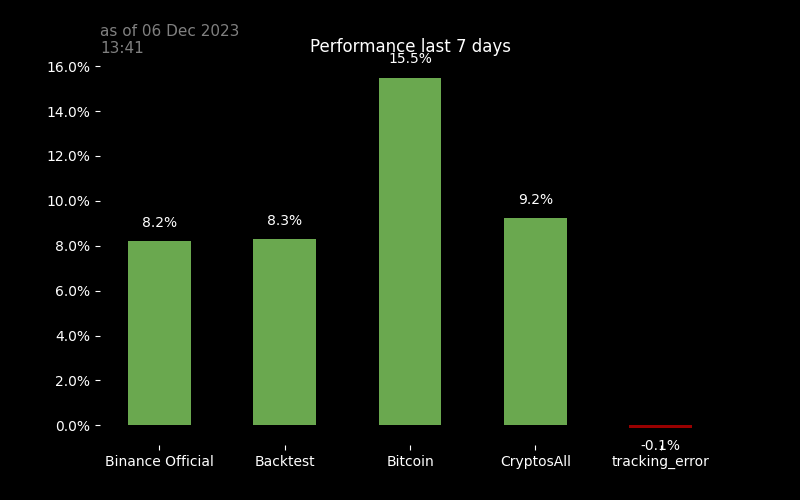 as of 06 Dec 2023
13:41
Performance last 7 days
16.0%
14.0%
12.0%
10.0%
8.0%
6.0%
4.0%
2.0%
0.0%
8.2%
8.3%
15.5%
9.2%
-0.1%
Binance Official
Backtest
Bitcoin
CryptosAll
tracking_error